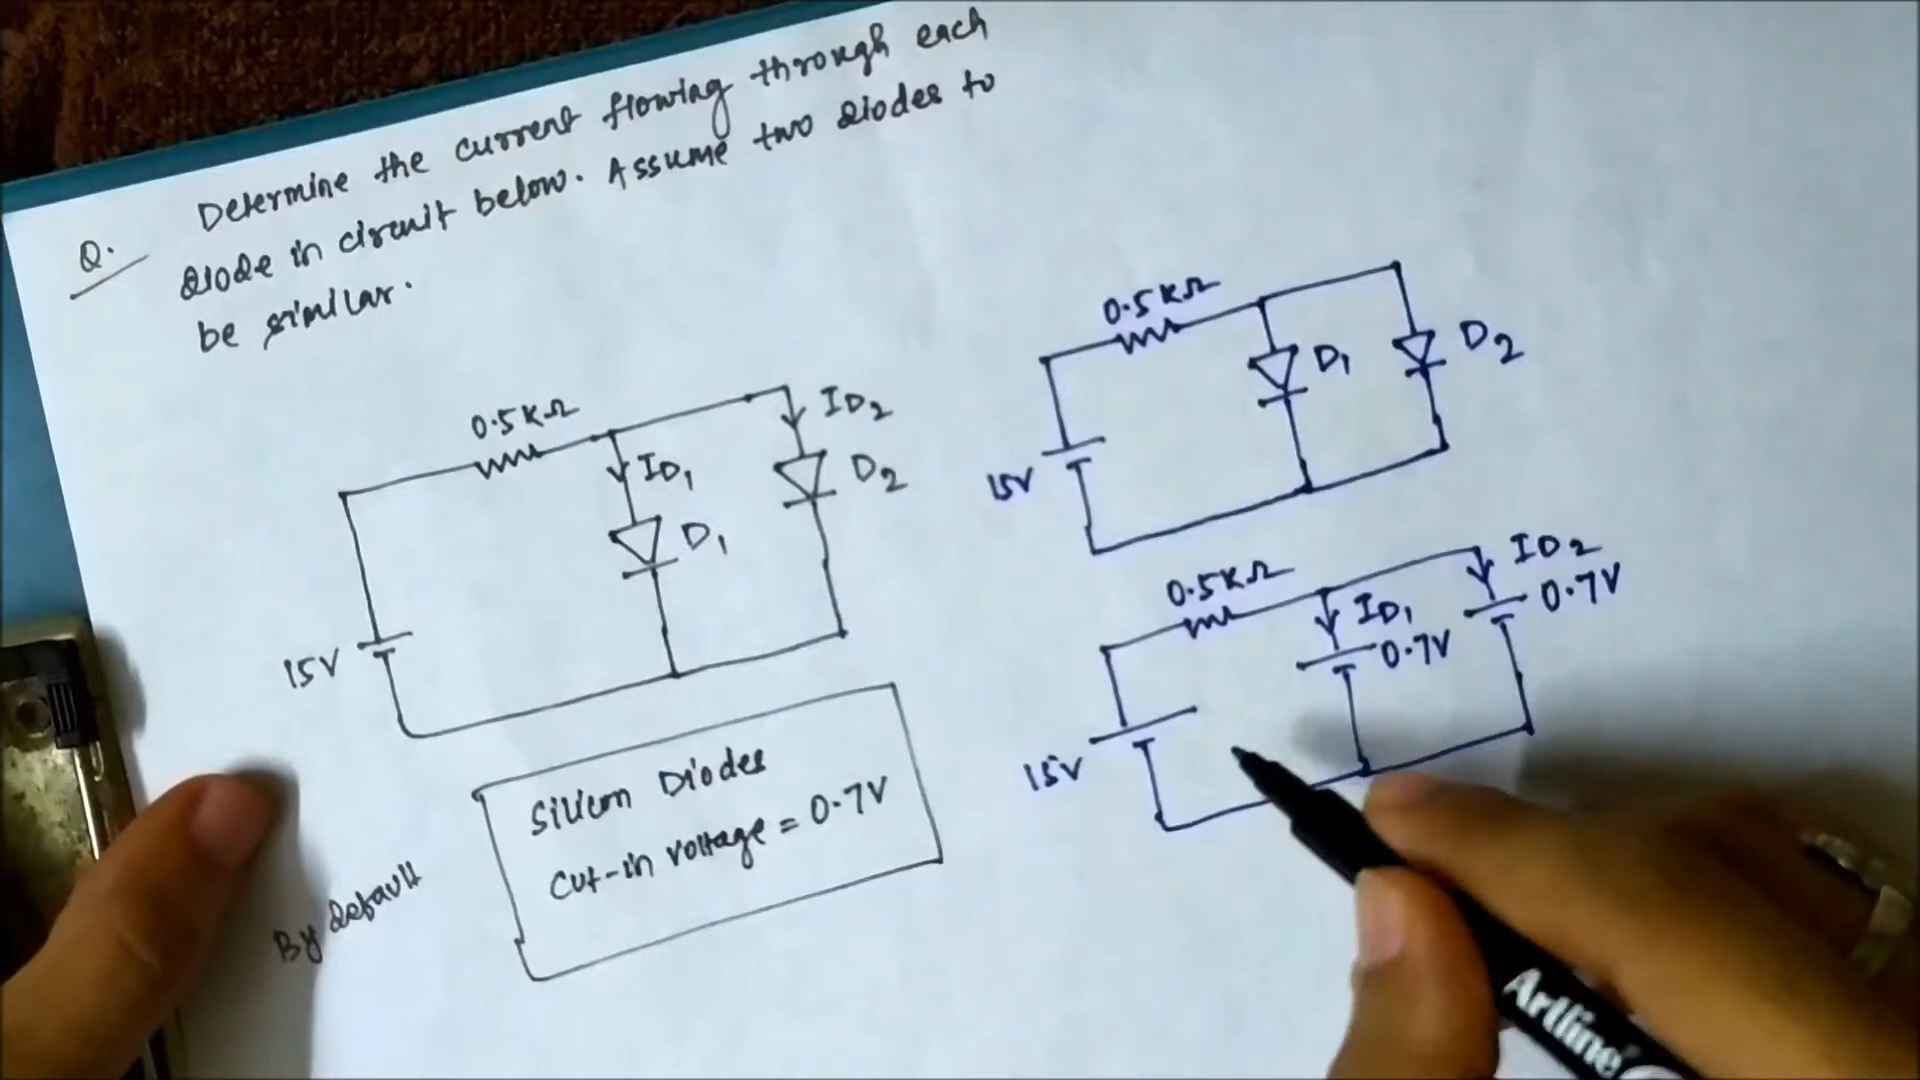 Q. Determine the current flowing through each
diode in circuit below. Assume two diodes to
be similar.
0.5KΩ
ID1
ID2
D1
D2
15V
Silicon Diodes
Cut-in voltage = 0.7V
By default
0.5KΩ
D1
D2
15V
0.5KΩ
ID1
0.7V
ID2
0.7V
15V
Artline